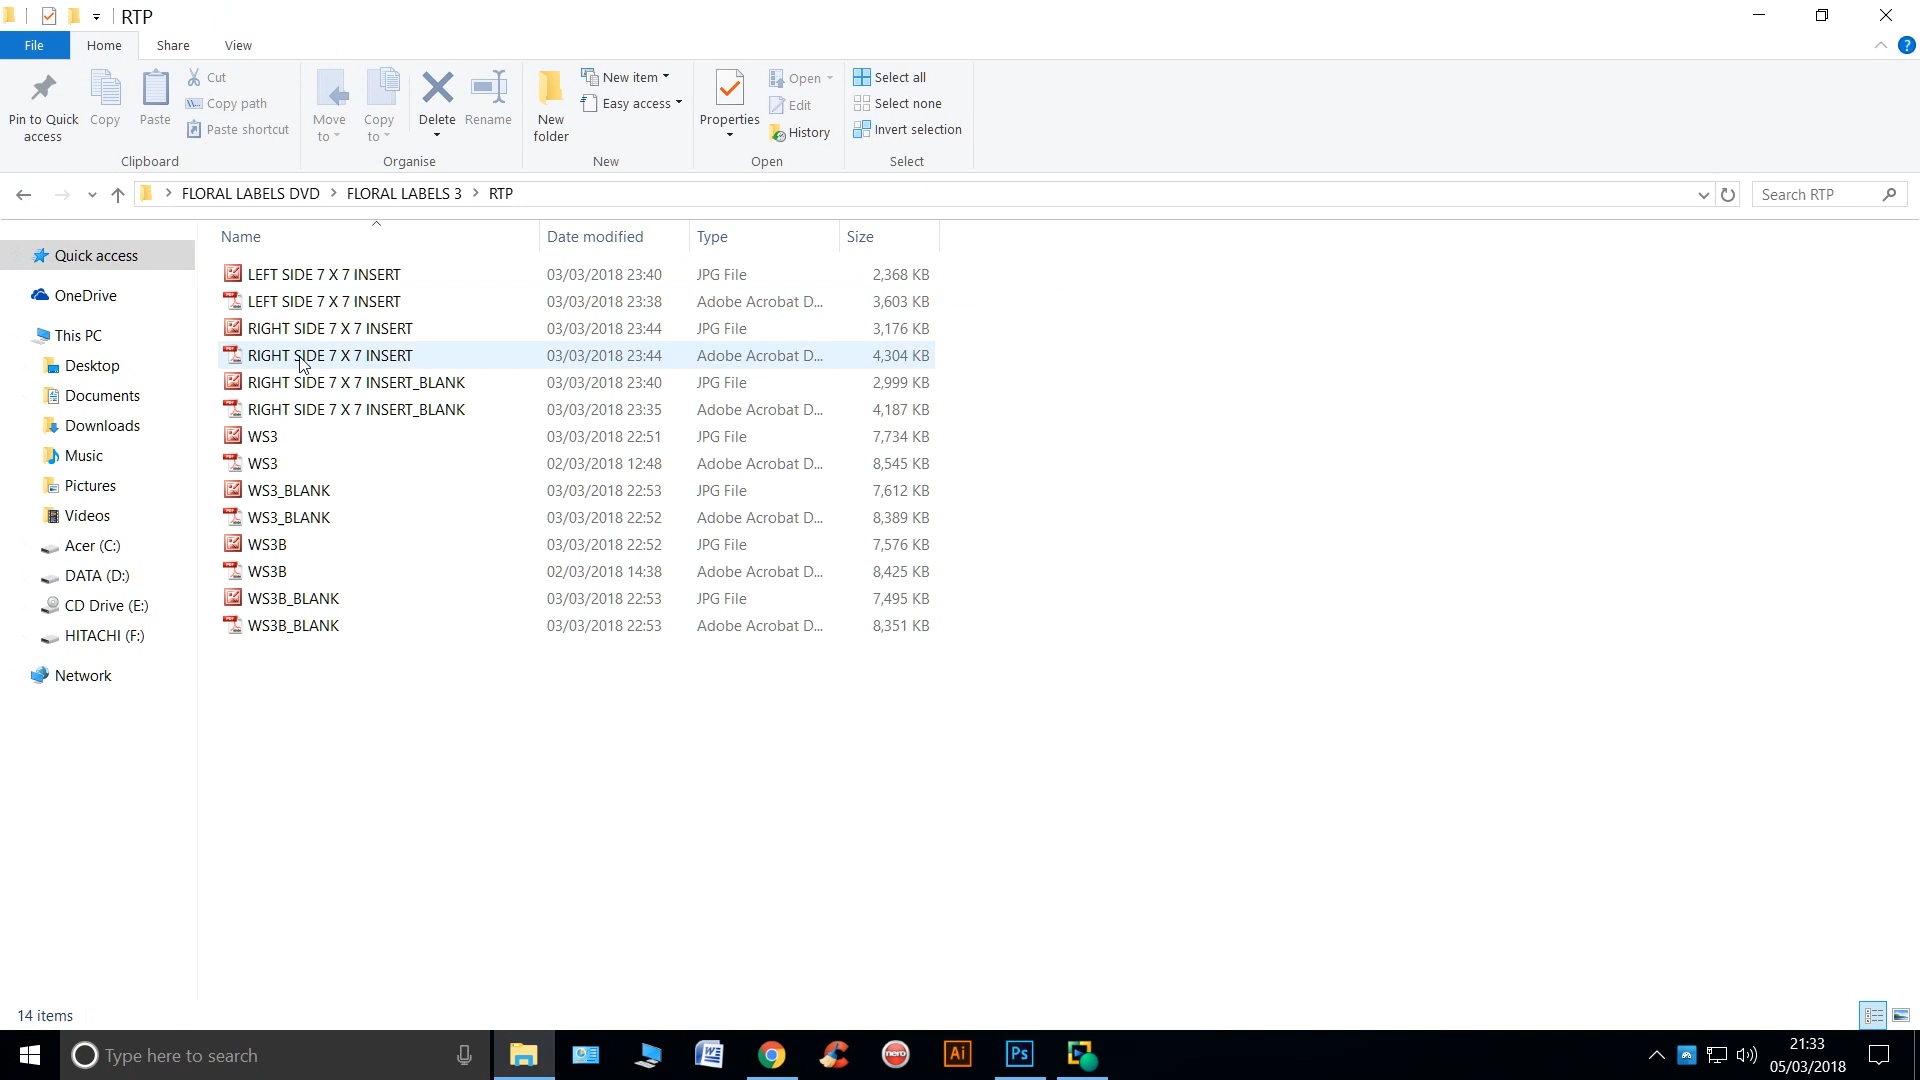 RTP
File Home Share View
Pin to Quick access Copy Paste Cut Copy path Paste shortcut
Clipboard
Move to Copy to Delete Rename
Organise
New folder New item Easy access
New
Properties Open Edit History
Open
Select all Select none Invert selection
Select
FLORAL LABELS DVD > FLORAL LABELS 3 > RTP
Search RTP
Quick access
OneDrive
This PC
Desktop
Documents
Downloads
Music
Pictures
Videos
Acer (C:)
DATA (D:)
CD Drive (E:)
HITACHI (F:)
Network
Name Date modified Type Size
LEFT SIDE 7 X 7 INSERT 03/03/2018 23:40 JPG File 2,368 KB
LEFT SIDE 7 X 7 INSERT 03/03/2018 23:38 Adobe Acrobat D... 3,603 KB
RIGHT SIDE 7 X 7 INSERT 03/03/2018 23:44 JPG File 3,176 KB
RIGHT SIDE 7 X 7 INSERT 03/03/2018 23:44 Adobe Acrobat D... 4,304 KB
RIGHT SIDE 7 X 7 INSERT_BLANK 03/03/2018 23:40 JPG File 2,999 KB
RIGHT SIDE 7 X 7 INSERT_BLANK 03/03/2018 23:35 Adobe Acrobat D... 4,187 KB
WS3 03/03/2018 22:51 JPG File 7,734 KB
WS3 02/03/2018 12:48 Adobe Acrobat D... 8,545 KB
WS3_BLANK 03/03/2018 22:53 JPG File 7,612 KB
WS3_BLANK 03/03/2018 22:52 Adobe Acrobat D... 8,389 KB
WS3B 03/03/2018 22:52 JPG File 7,576 KB
WS3B 02/03/2018 14:38 Adobe Acrobat D... 8,425 KB
WS3B_BLANK 03/03/2018 22:53 JPG File 7,495 KB
WS3B_BLANK 03/03/2018 22:53 Adobe Acrobat D... 8,351 KB
14 items
Type here to search
nero
Ai
Ps
21:33
05/03/2018